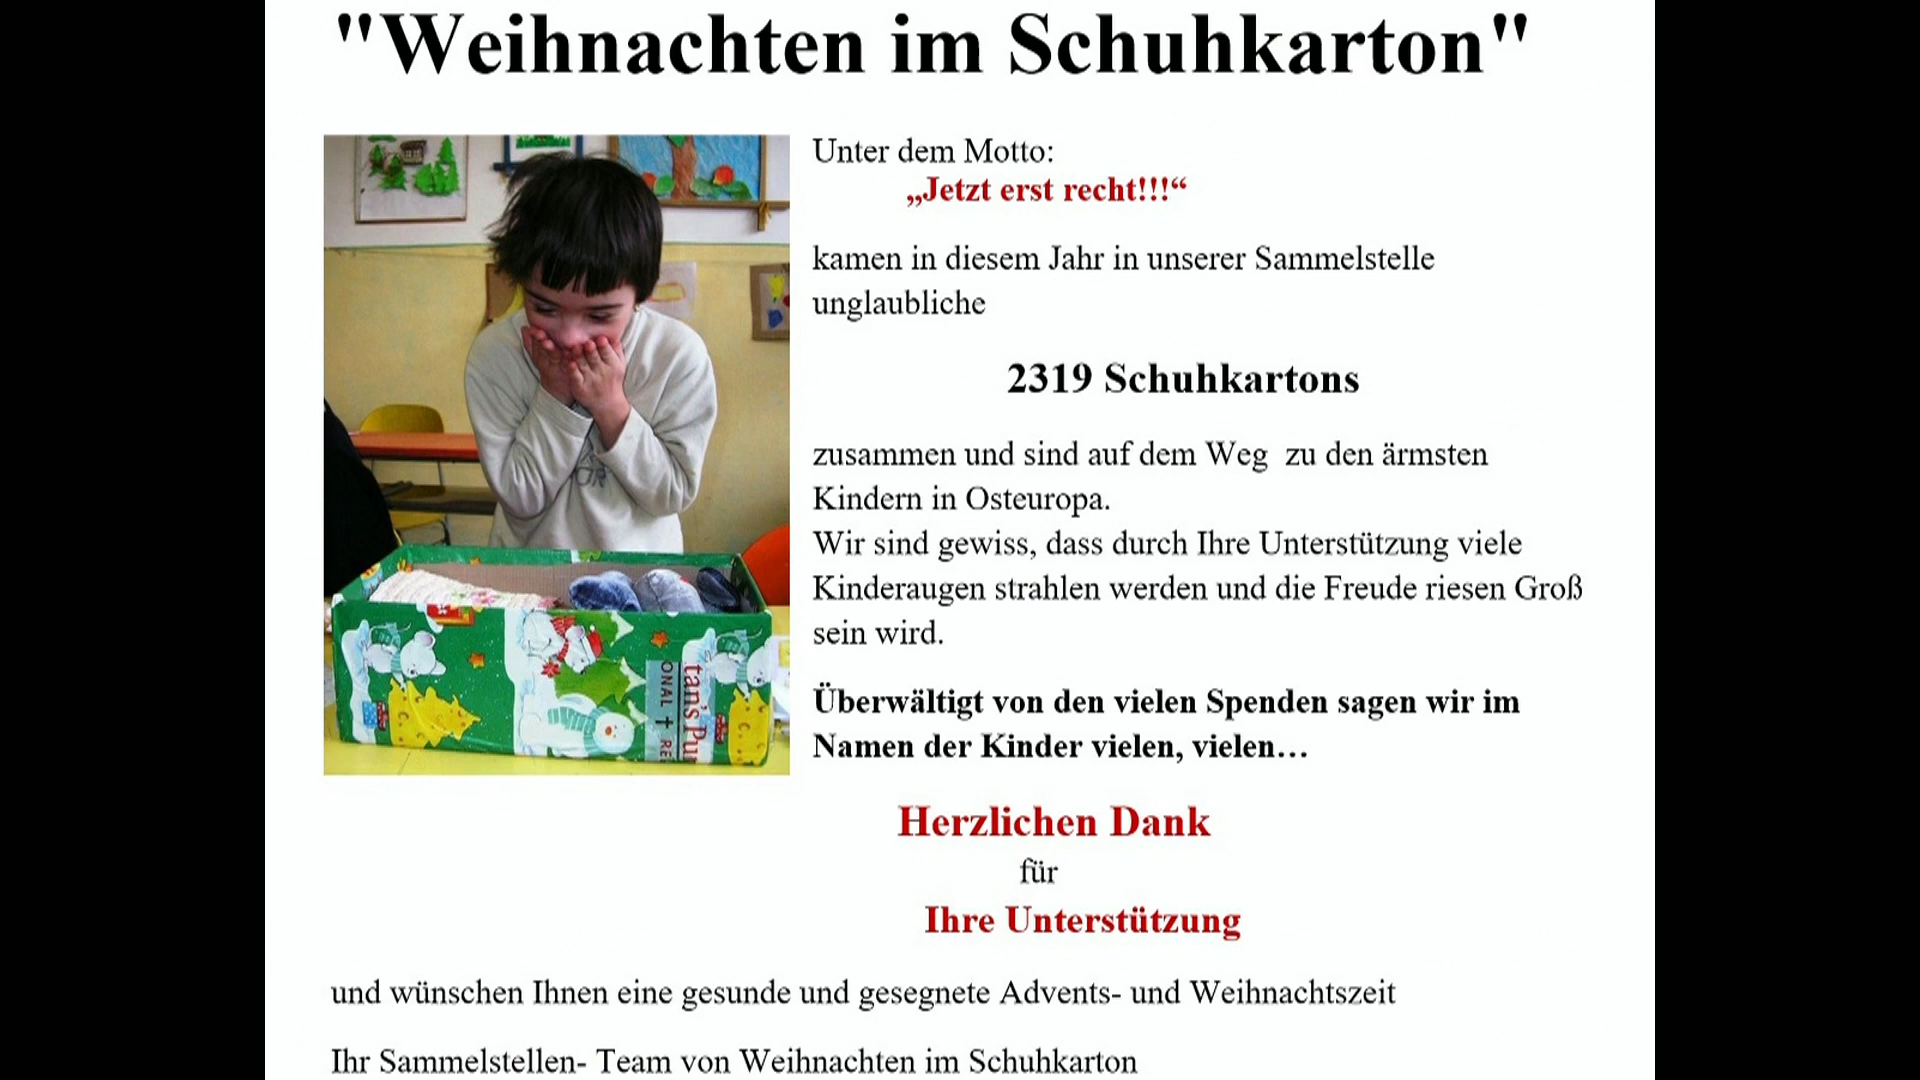 "Weihnachten im Schuhkarton"
Unter dem Motto:
„Jetzt erst recht!!!“
kamen in diesem Jahr in unserer Sammelstelle
unglaubliche
2319 Schuhkartons
zusammen und sind auf dem Weg  zu den ärmsten
Kindern in Osteuropa.
Wir sind gewiss, dass durch Ihre Unterstützung viele
Kinderaugen strahlen werden und die Freude riesen Groß
sein wird.
Überwältigt von den vielen Spenden sagen wir im
Namen der Kinder vielen, vielen…
Herzlichen Dank
für
Ihre Unterstützung
und wünschen Ihnen eine gesunde und gesegnete Advents- und Weihnachtszeit
Ihr Sammelstellen- Team von Weihnachten im Schuhkarton
tan's Pu
ONAL † RE